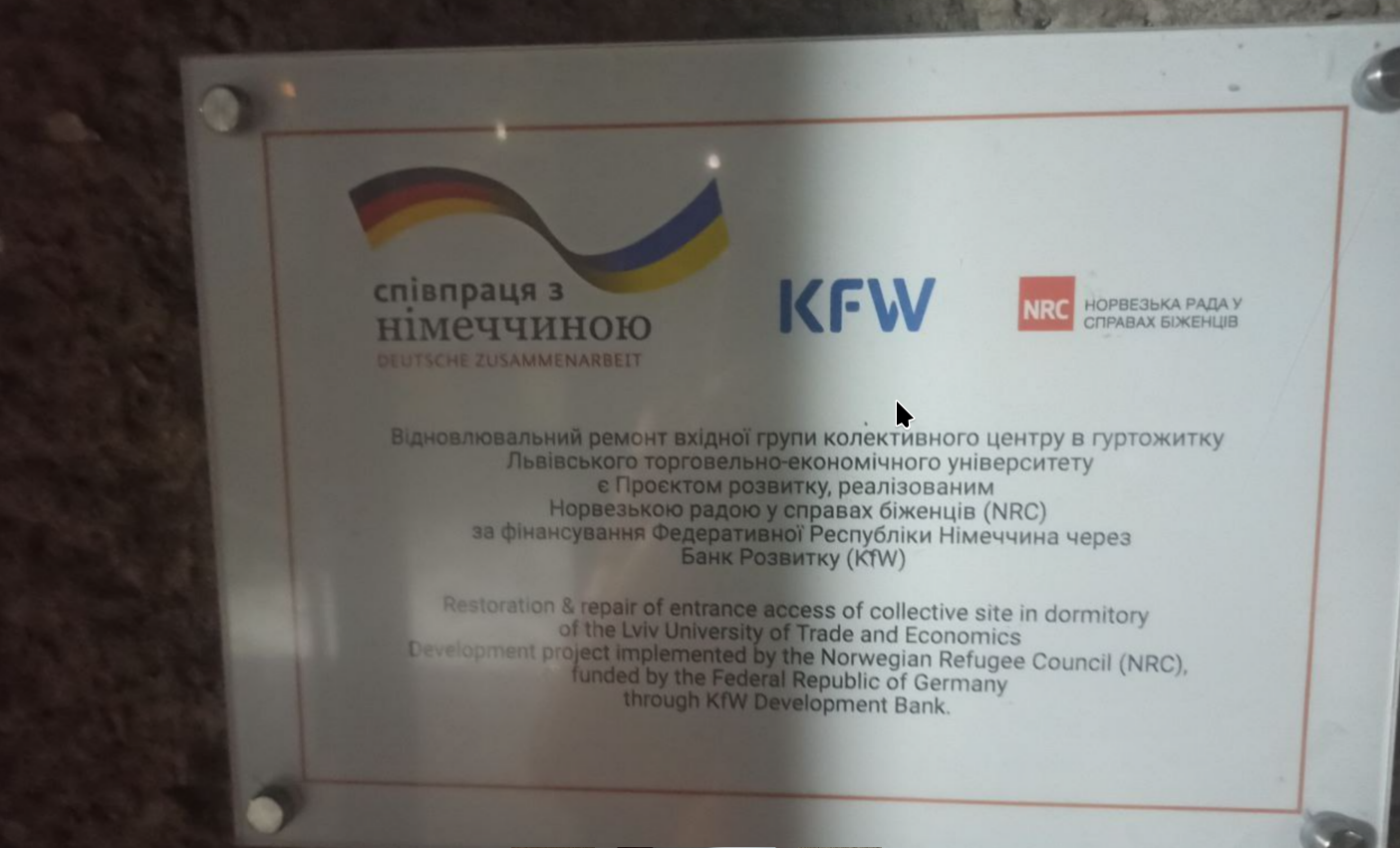 співпраця з
німеччиною
DEUTSCHE ZUSAMMENARBEIT
KFW
NRC
НОРВЕЗЬКА РАДА У
СПРАВАХ БІЖЕНЦІВ
Відновлювальний ремонт вхідної групи колективного центру в гуртожитку
Львівського торговельно-економічного університету
є Проєктом розвитку, реалізованим
Норвезькою радою у справах біженців (NRC)
за фінансування Федеративної Республіки Німеччина через
Банк Розвитку (KfW)
Restoration & repair of entrance access of collective site in dormitory
of the Lviv University of Trade and Economics
Development project implemented by the Norwegian Refugee Council (NRC),
funded by the Federal Republic of Germany
through KfW Development Bank.